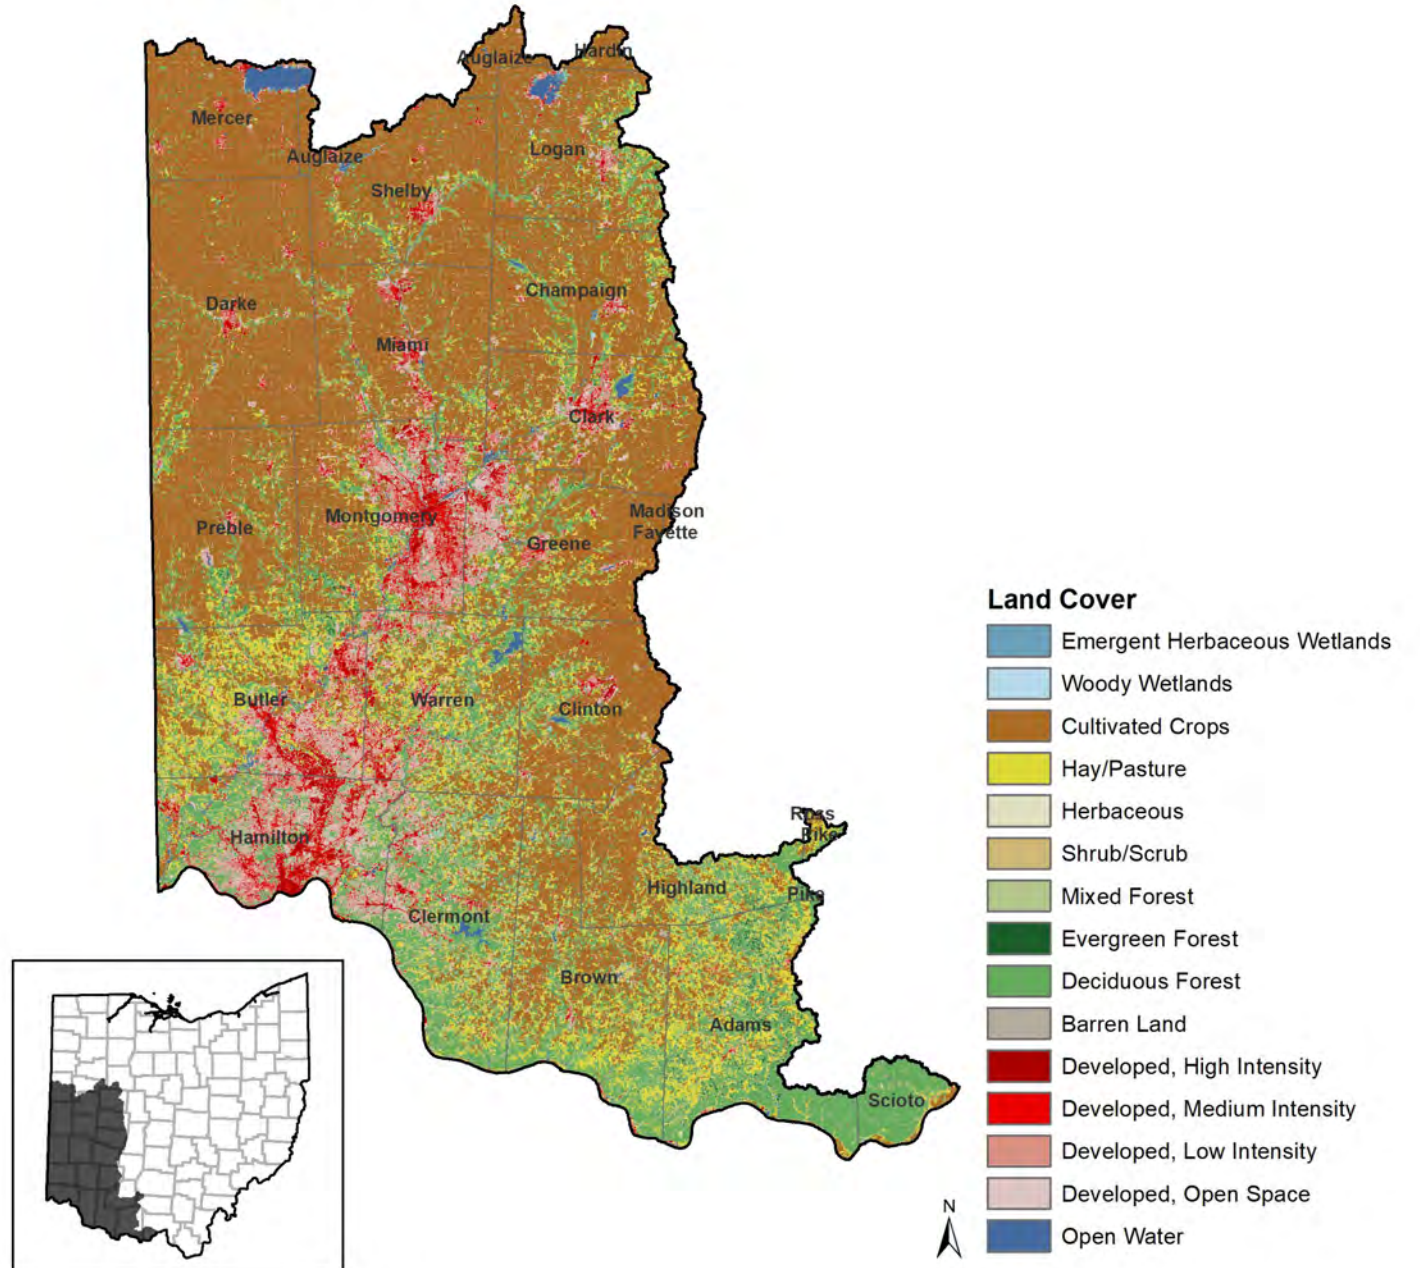 Auglaize
Hardin
Mercer
Logan
Auglaize
Shelby
Champaign
Darke
Miami
Clark
Madison
Fayette
Montgomery
Preble
Greene
Butler
Warren
Clinton
Ross
Pike
Hamilton
Highland
Pike
Clermont
Brown
Adams
Scioto
Land Cover
Emergent Herbaceous Wetlands
Woody Wetlands
Cultivated Crops
Hay/Pasture
Herbaceous
Shrub/Scrub
Mixed Forest
Evergreen Forest
Deciduous Forest
Barren Land
Developed, High Intensity
Developed, Medium Intensity
Developed, Low Intensity
Developed, Open Space
Open Water
N